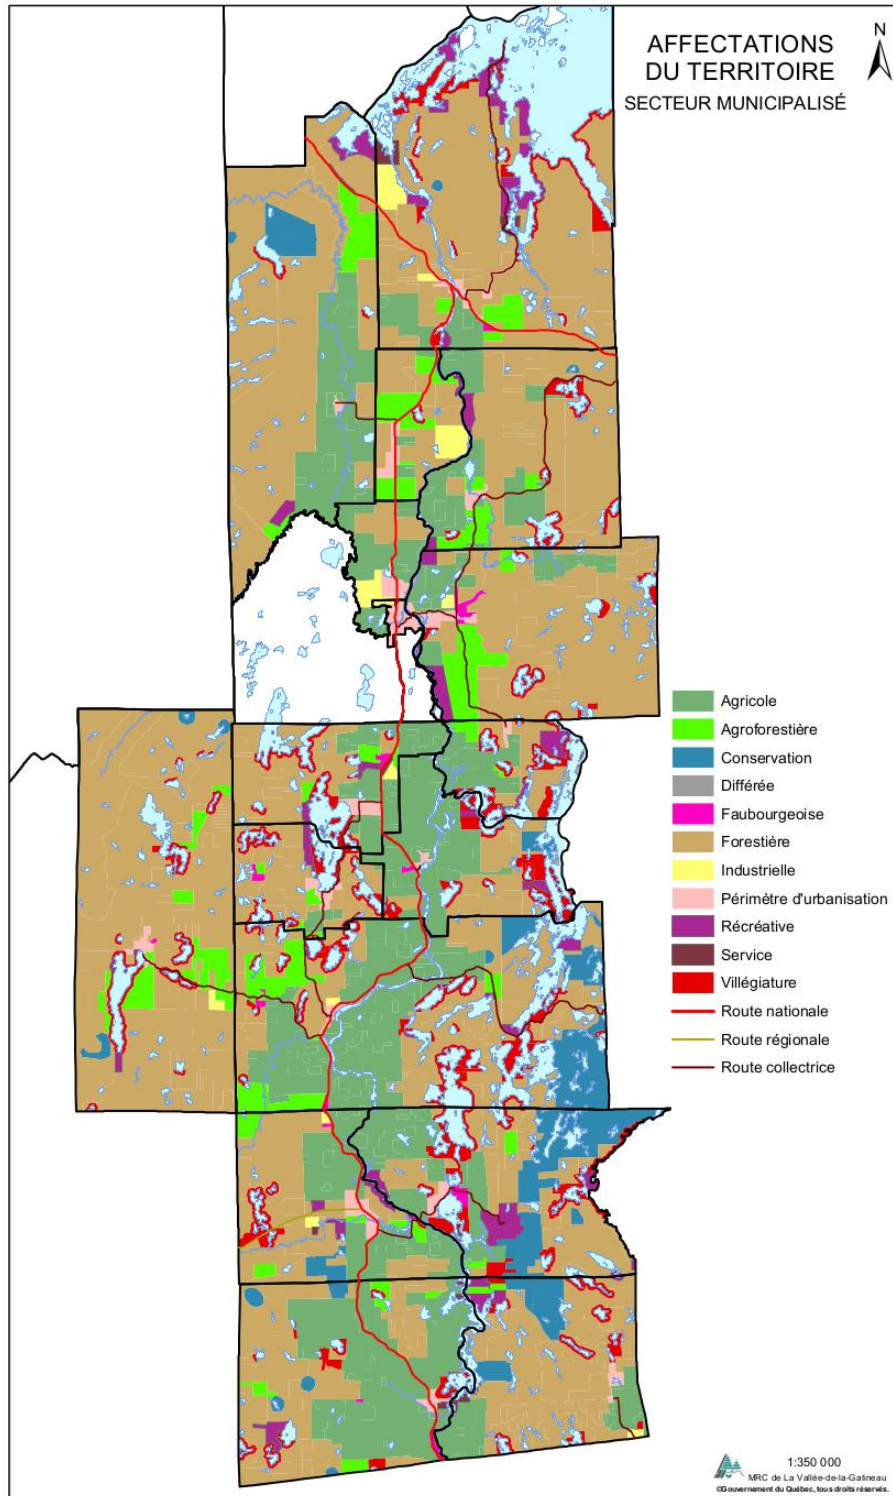 AFFECTATIONS
DU TERRITOIRE
SECTEUR MUNICIPALISÉ
N
Agricole
Agroforestière
Conservation
Différée
Faubourgeoise
Forestière
Industrielle
Périmètre d'urbanisation
Récréative
Service
Villégiature
Route nationale
Route régionale
Route collectrice
1:350 000
MRC de La Vallée-de-la-Gatineau
©Gouvernement du Québec, tous droits réservés.